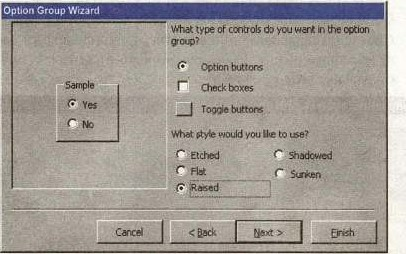 Option Group Wizard
What type of controls do you want in the option
group?
Option buttons
Sample
Check boxes
Yes
Toggle buttons
No
What style would you like to use?
Etched
Shadowed
Flat
Sunken
Raised
Cancel
< Back
Next >
Finish